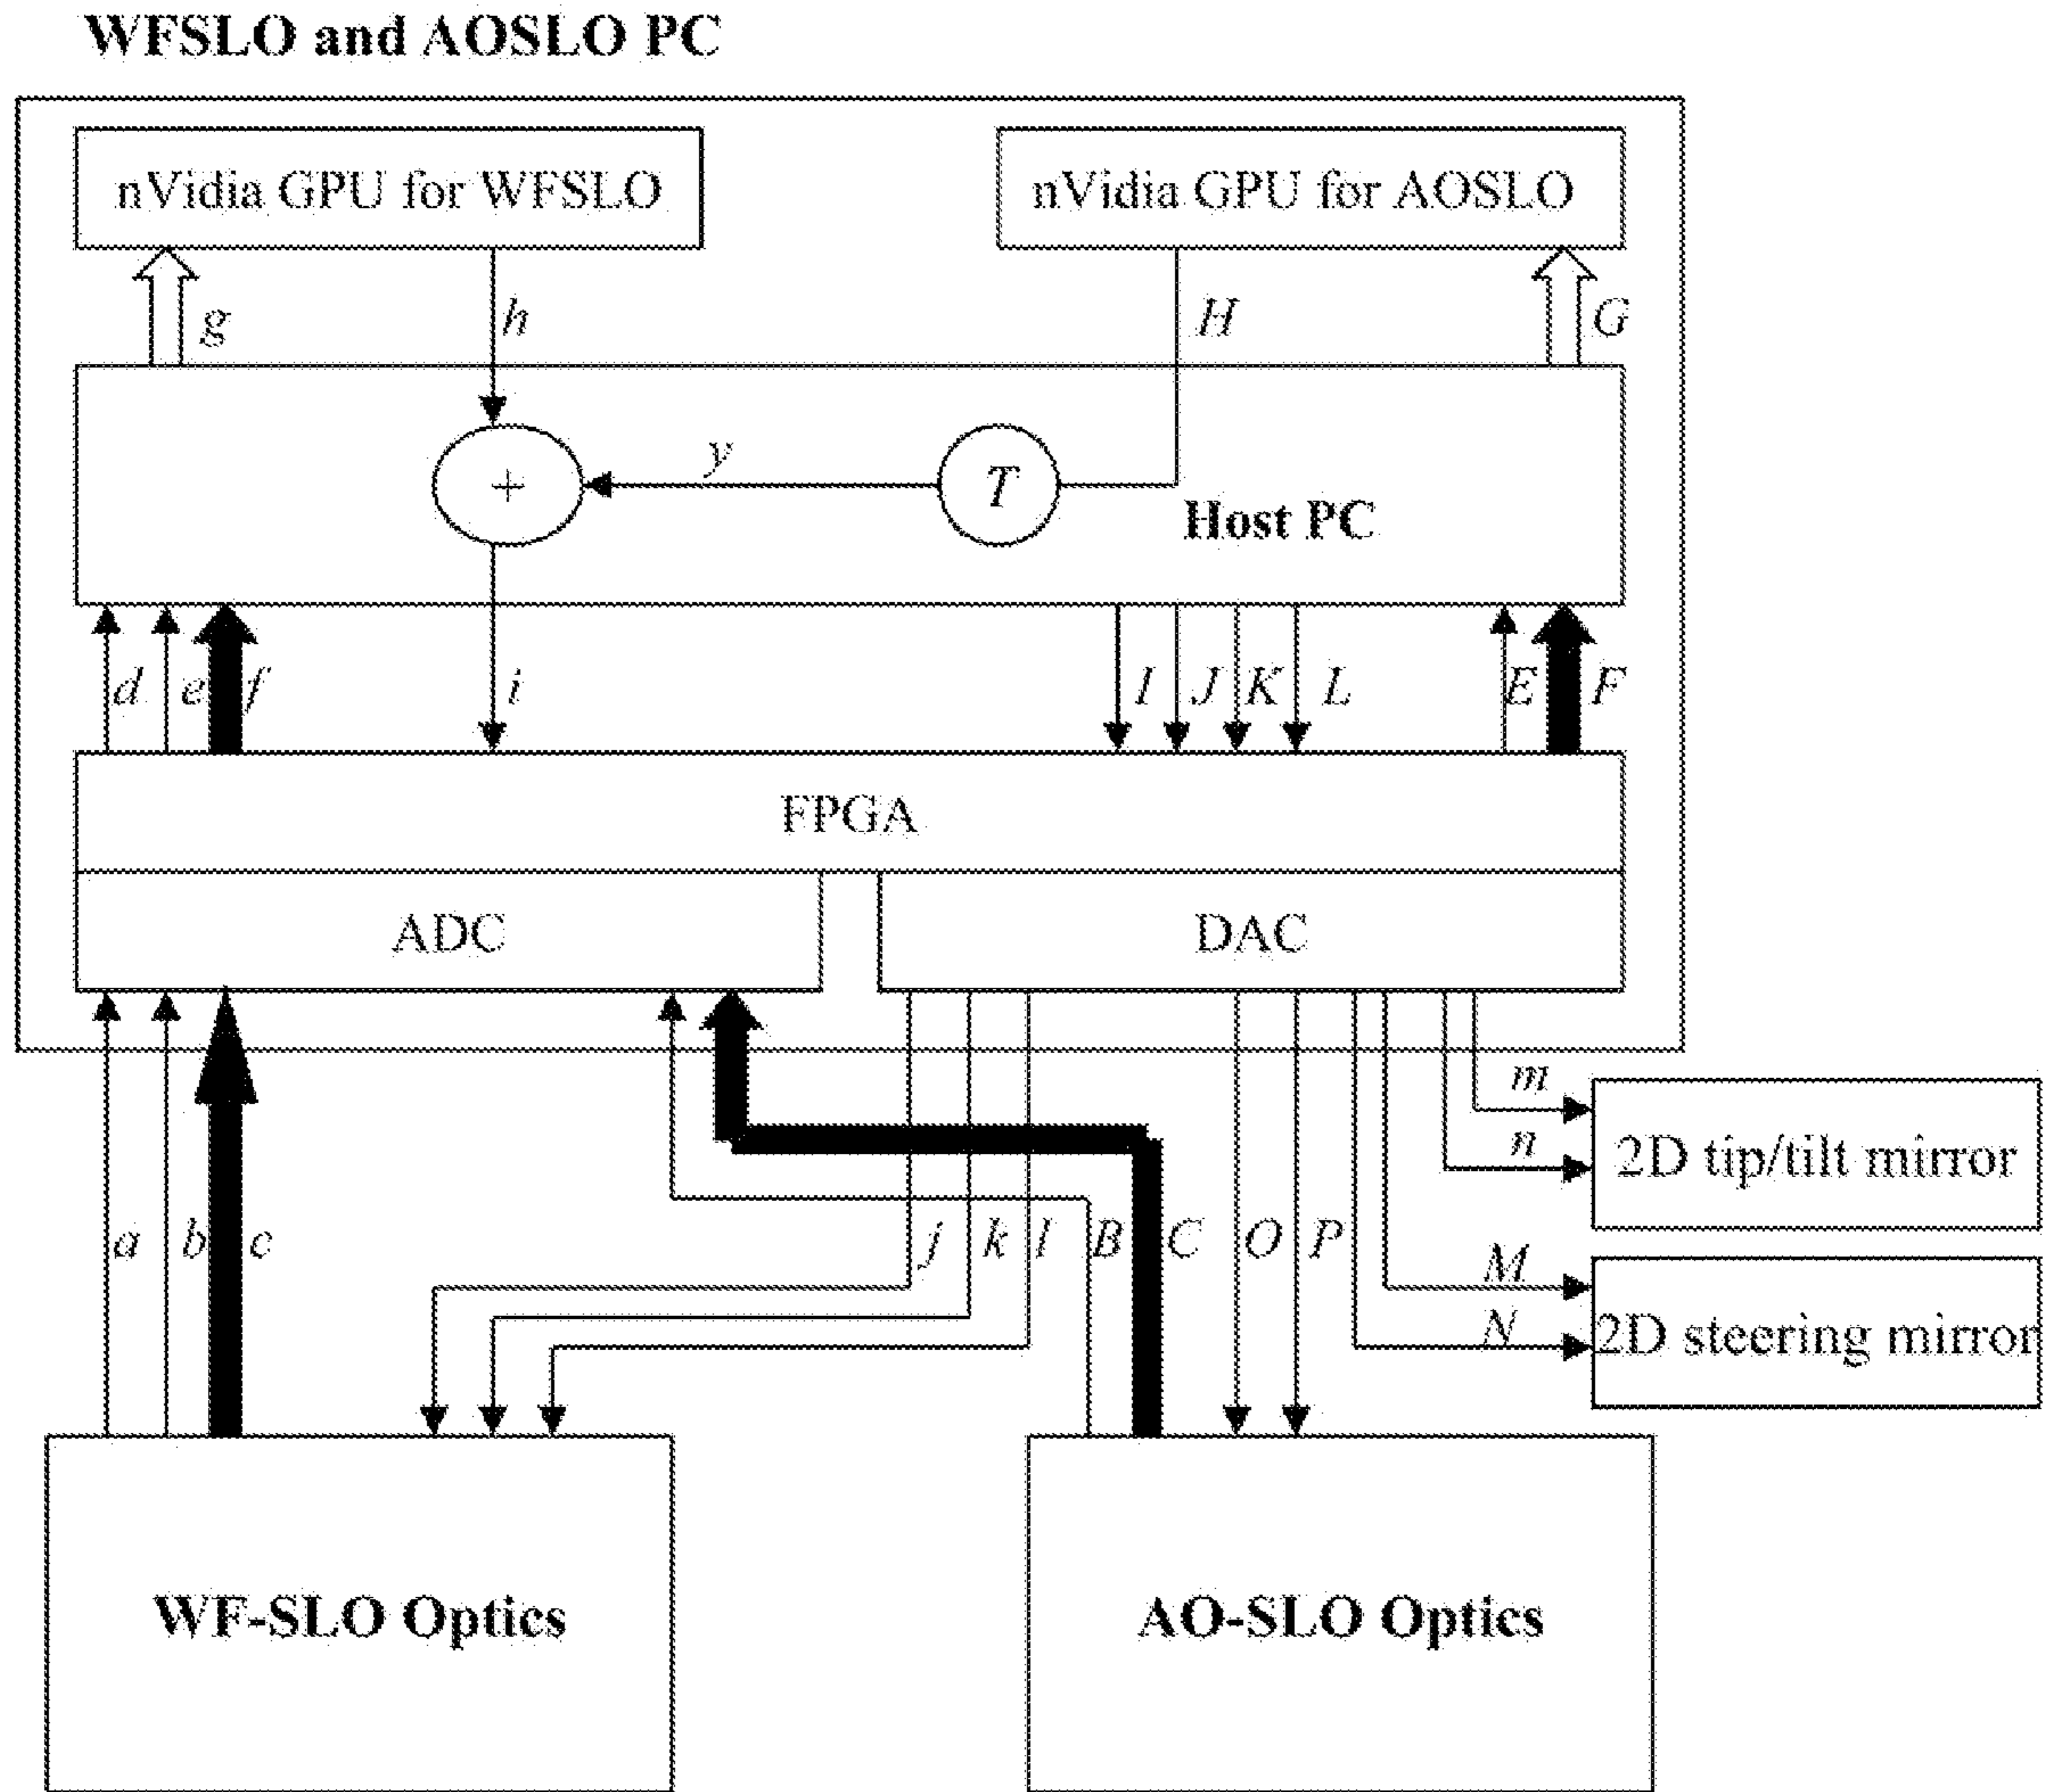 WFSLO and AOSLO PC
nVidia GPU for WFSLO
nVidia GPU for AOSLO
g
h
H
G
+
y
T
Host PC
d
e
f
i
I
J
K
L
E
F
FPGA
ADC
DAC
m
n
2D tip/tilt mirror
a
b
c
j
k
l
B
C
O
P
M
N
2D steering mirror
WF-SLO Optics
AO-SLO Optics